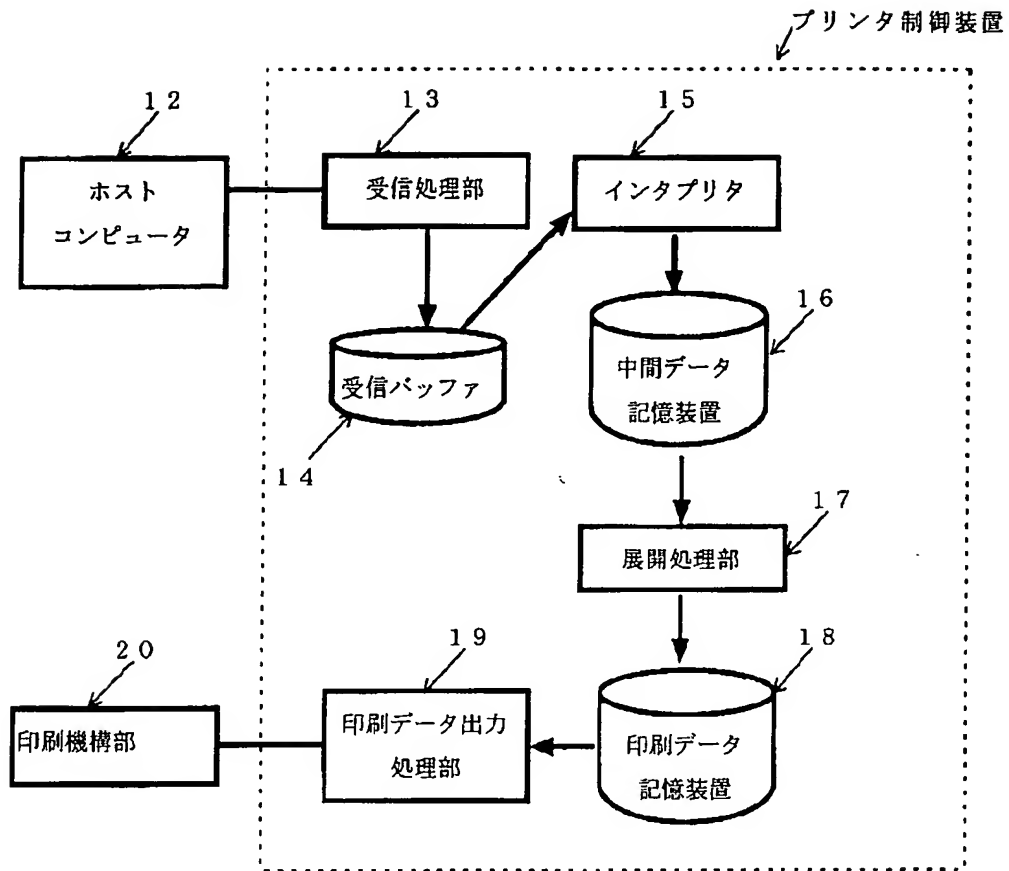 プリンタ制御装置
12
13
15
ホスト
コンピュータ
受信処理部
インタプリタ
16
受信バッファ
中間データ
記憶装置
14
17
展開処理部
20
19
18
印刷機構部
印刷データ出力
処理部
印刷データ
記憶装置